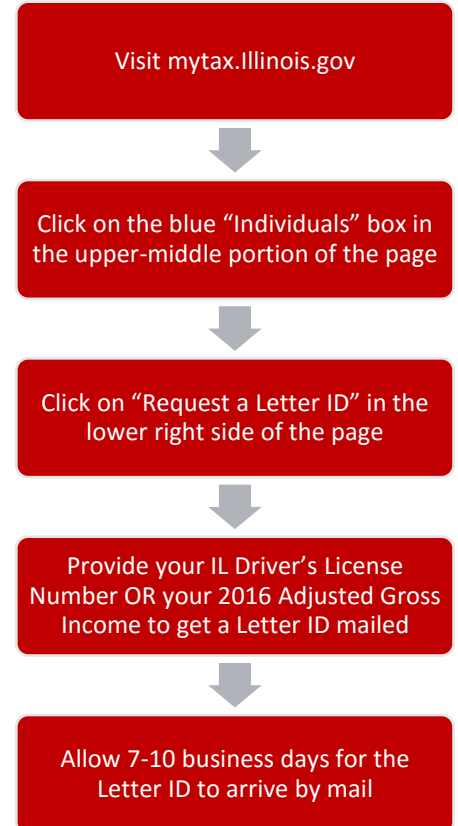 Visit mytax.Illinois.gov
Click on the blue “Individuals” box in
the upper-middle portion of the page
Click on “Request a Letter ID” in the
lower right side of the page
Provide your IL Driver’s License
Number OR your 2016 Adjusted Gross
Income to get a Letter ID mailed
Allow 7-10 business days for the
Letter ID to arrive by mail